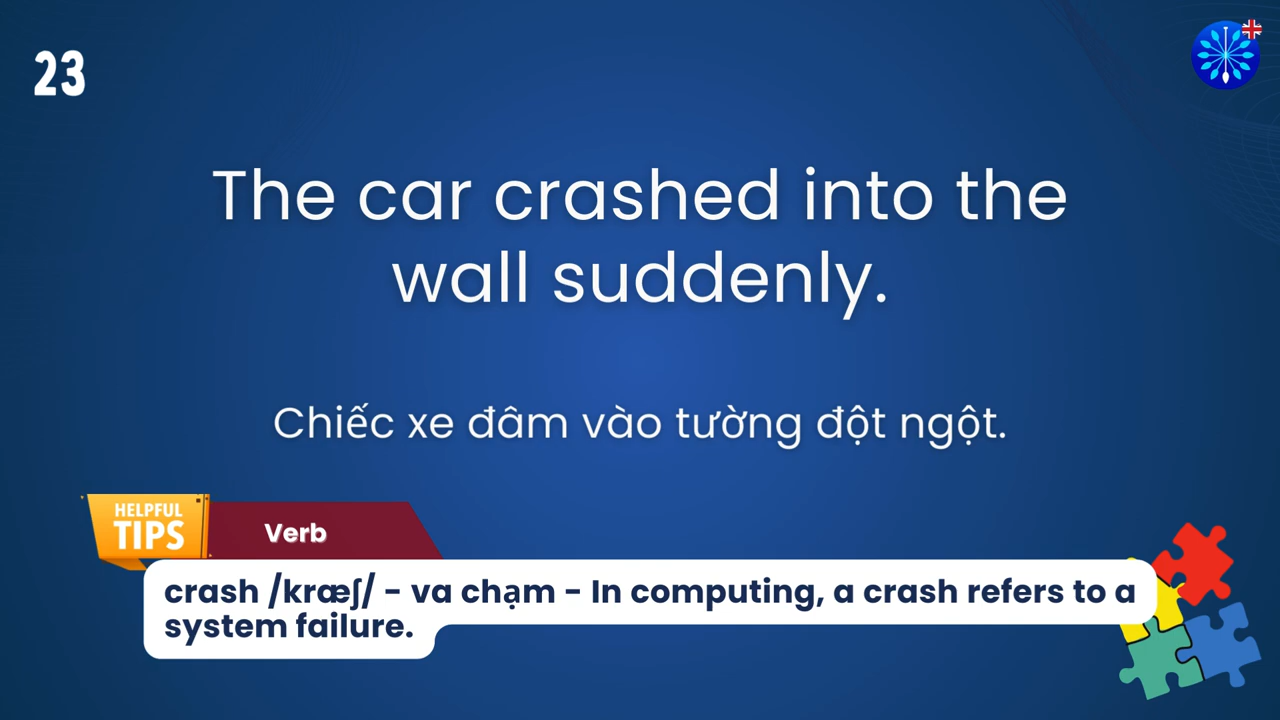 23
The car crashed into the
wall suddenly.
Chiếc xe đâm vào tường đột ngột.
HELPFUL
TIPS
Verb
crash /kræʃ/ - va chạm - In computing, a crash refers to a
system failure.